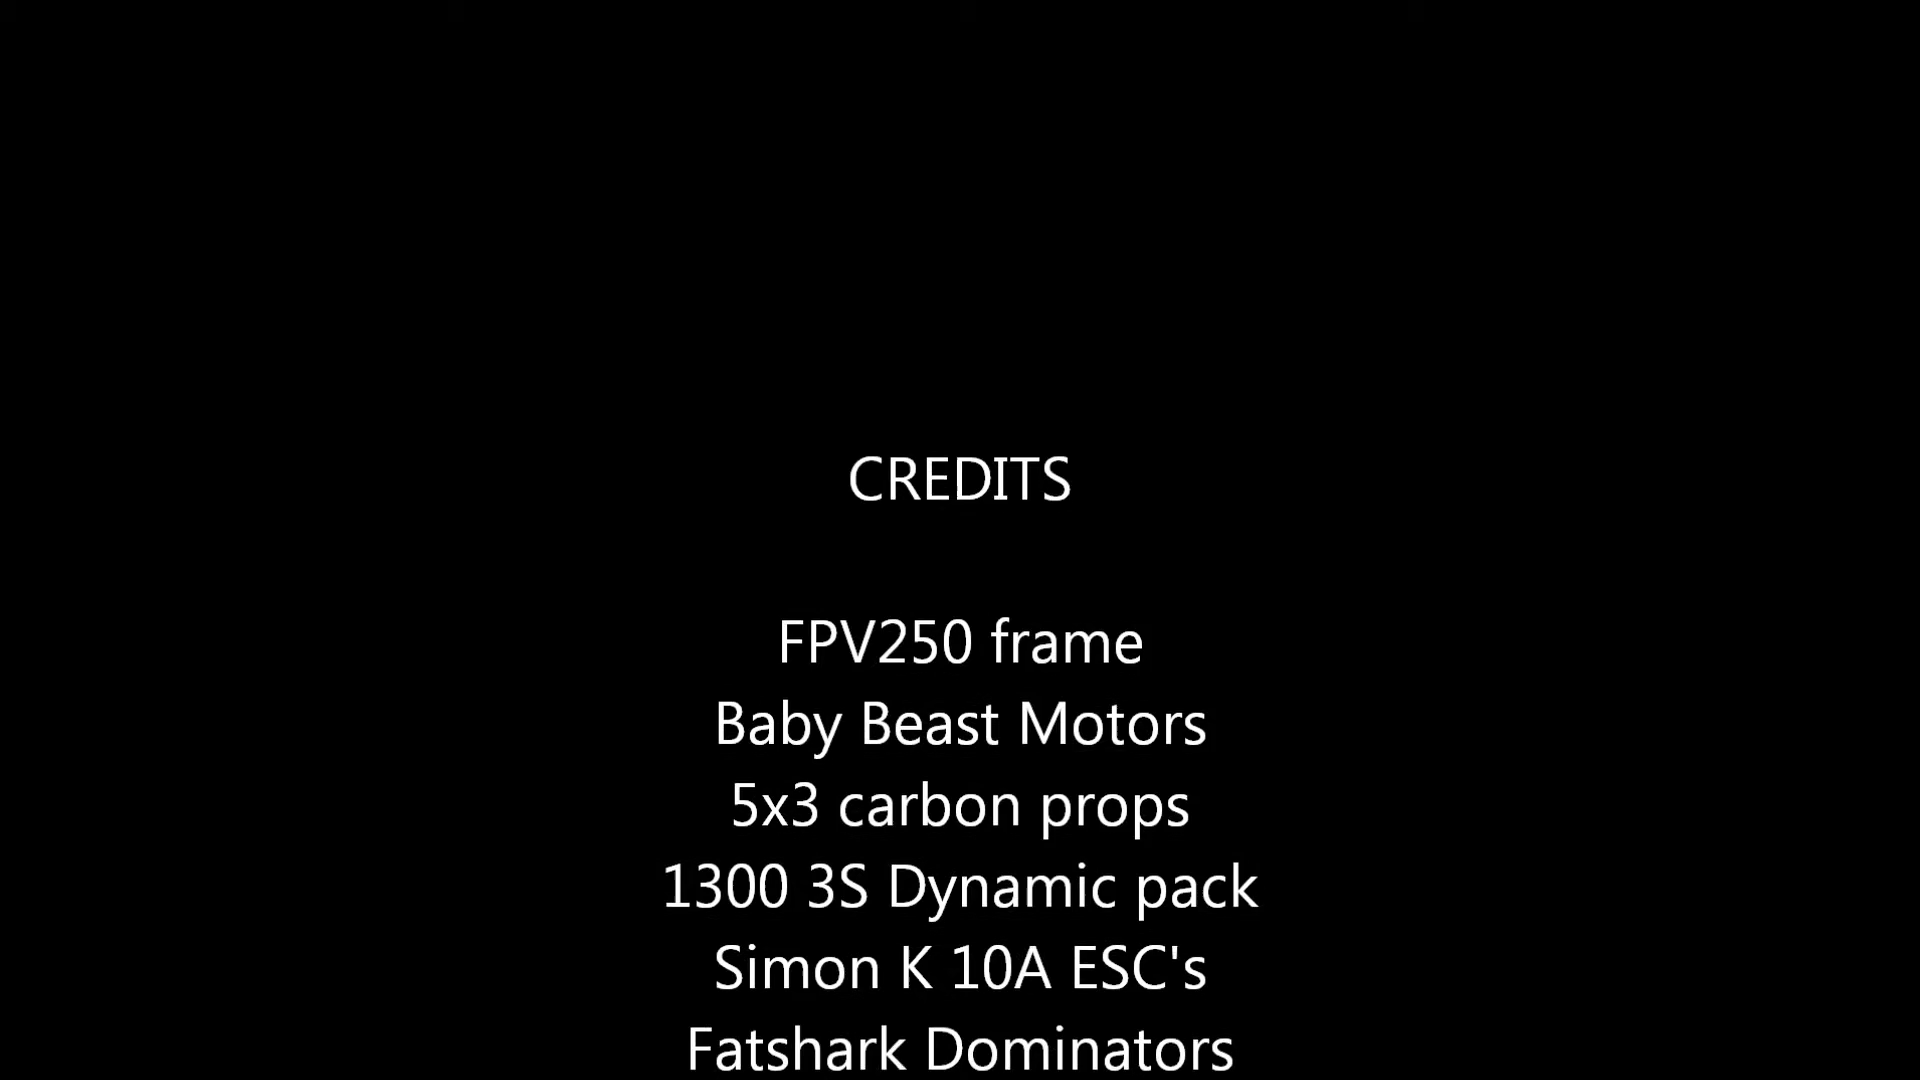 CREDITS
FPV250 frame
Baby Beast Motors
5x3 carbon props
1300 3S Dynamic pack
Simon K 10A ESC's
Fatshark Dominators